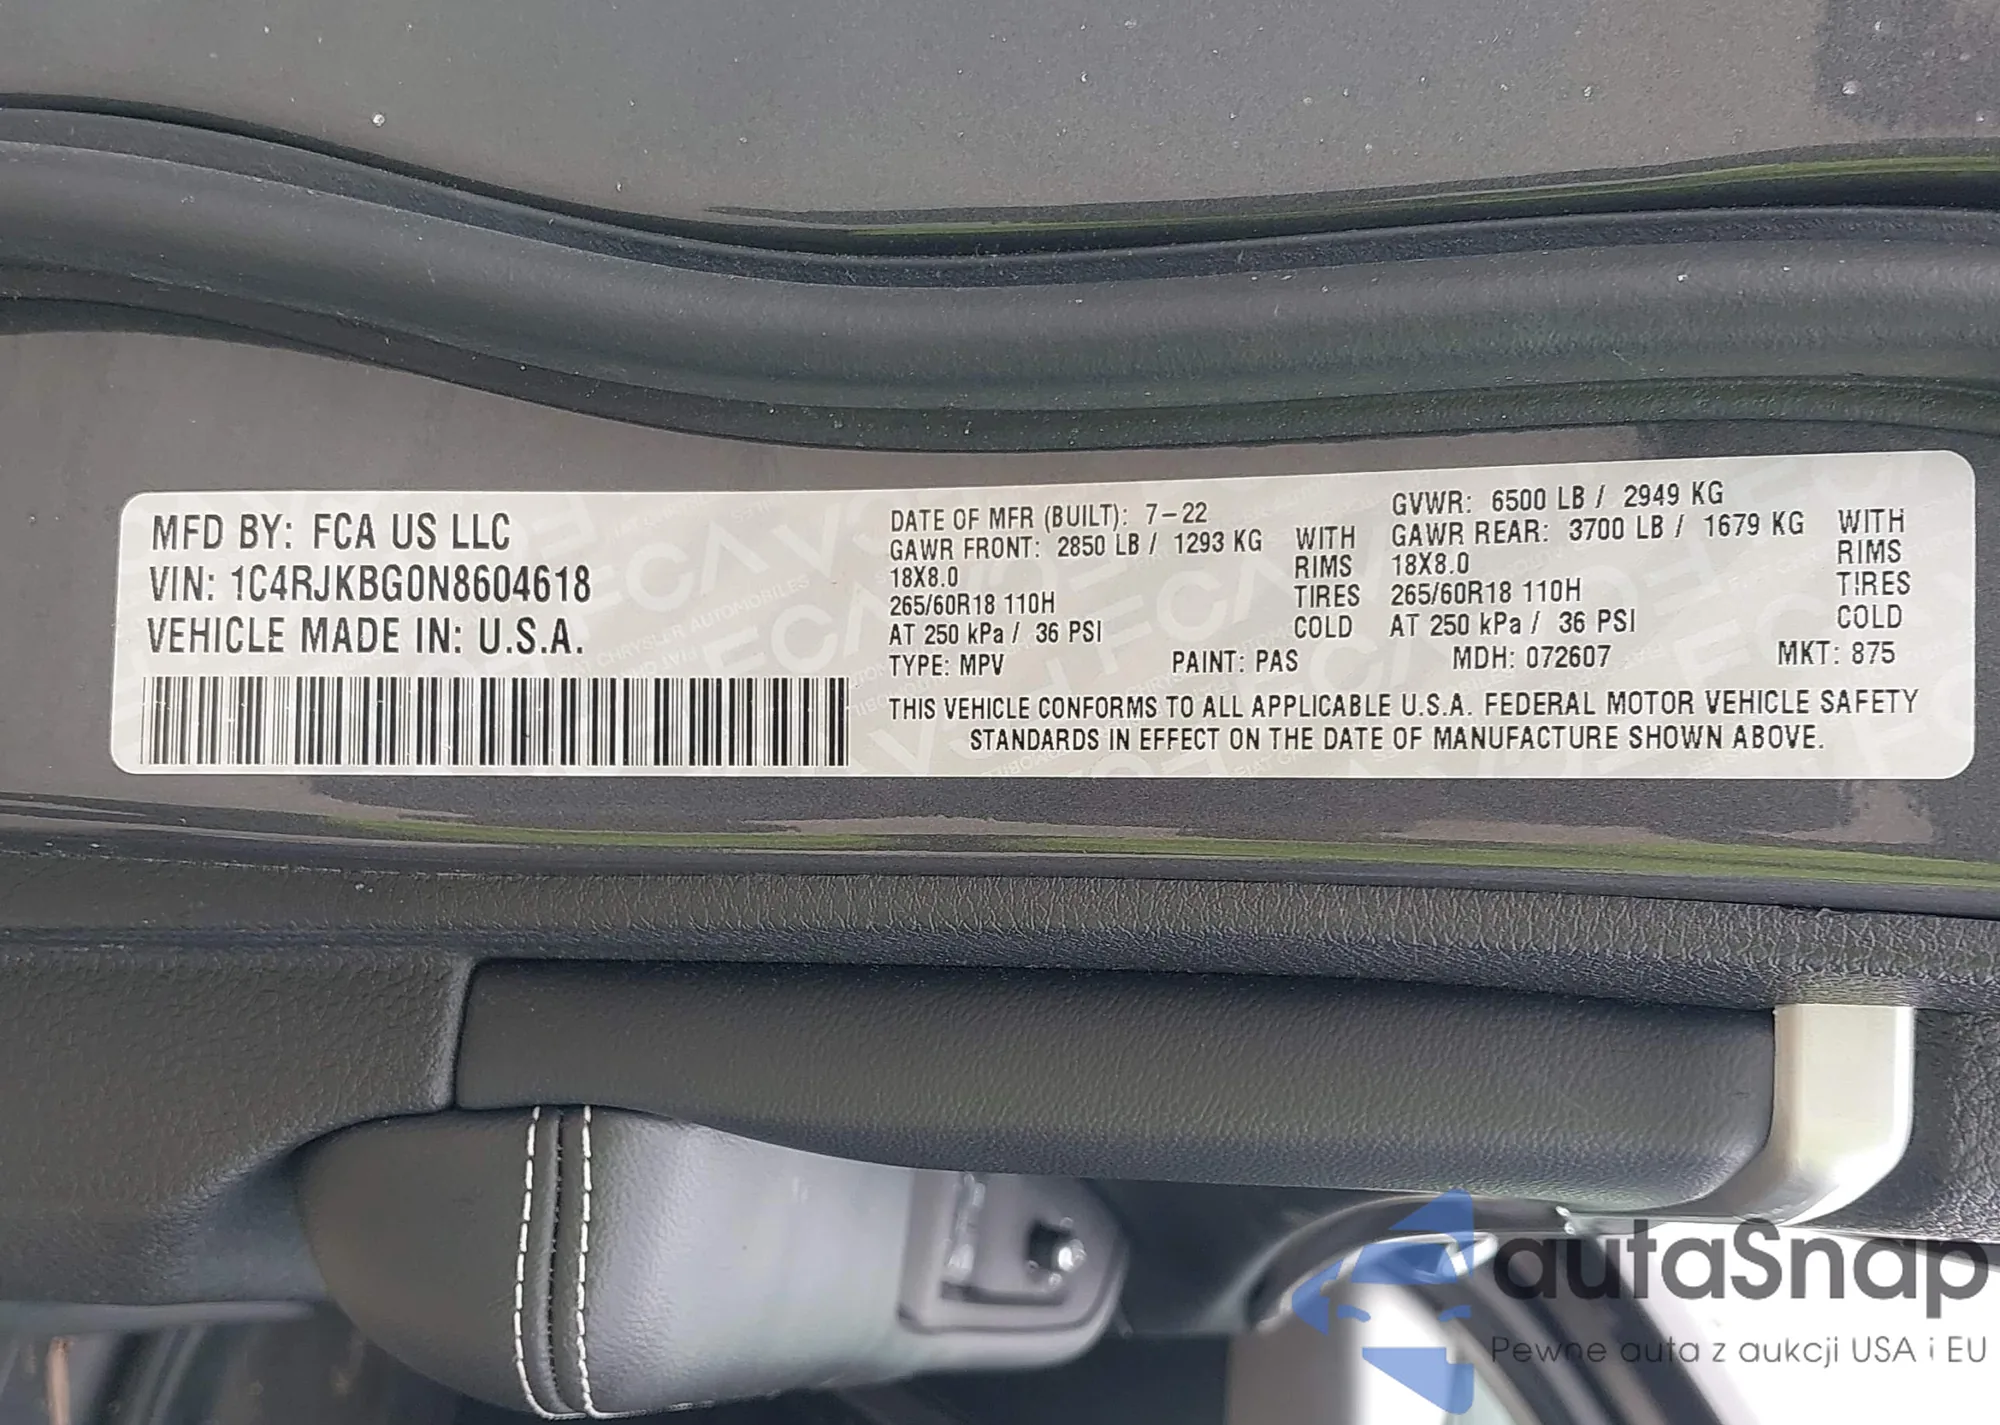 MFD BY: FCA US LLC
VIN: 1C4RJKBG0N8604618
VEHICLE MADE IN: U.S.A.
DATE OF MFR (BUILT): 7-22
GAWR FRONT: 2850 LB / 1293 KG WITH
18X8.0 RIMS
265/60R18 110H TIRES
AT 250 kPa / 36 PSI COLD
GVWR: 6500 LB / 2949 KG
GAWR REAR: 3700 LB / 1679 KG WITH
18X8.0 RIMS
265/60R18 110H TIRES
AT 250 kPa / 36 PSI COLD
TYPE: MPV PAINT: PAS MDH: 072607 MKT: 875
THIS VEHICLE CONFORMS TO ALL APPLICABLE U.S.A. FEDERAL MOTOR VEHICLE SAFETY
STANDARDS IN EFFECT ON THE DATE OF MANUFACTURE SHOWN ABOVE.
autaSnap
Pewne auta z aukcji USA i EU